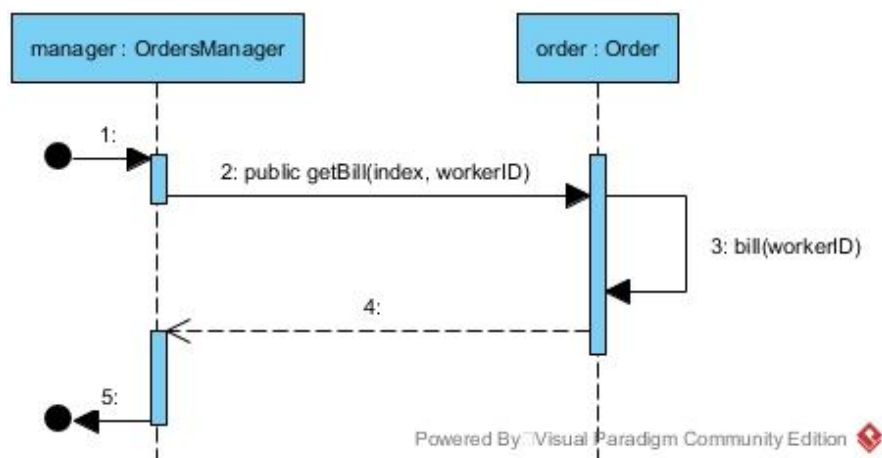 manager : OrdersManager
order : Order
1:
2: public getBill(index, workerID)
3: bill(workerID)
4:
5:
Powered By Visual Paradigm Community Edition